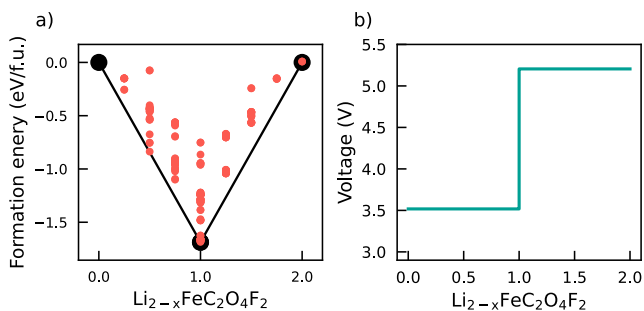 a)
Formation enery (eV/f.u.)
0.0
−0.5
−1.0
−1.5
0.0 1.0 2.0
Li₂₋ₓFeC₂O₄F₂
b)
Voltage (V)
5.5
5.0
4.5
4.0
3.5
3.0
0.0 0.5 1.0 1.5 2.0
Li₂₋ₓFeC₂O₄F₂